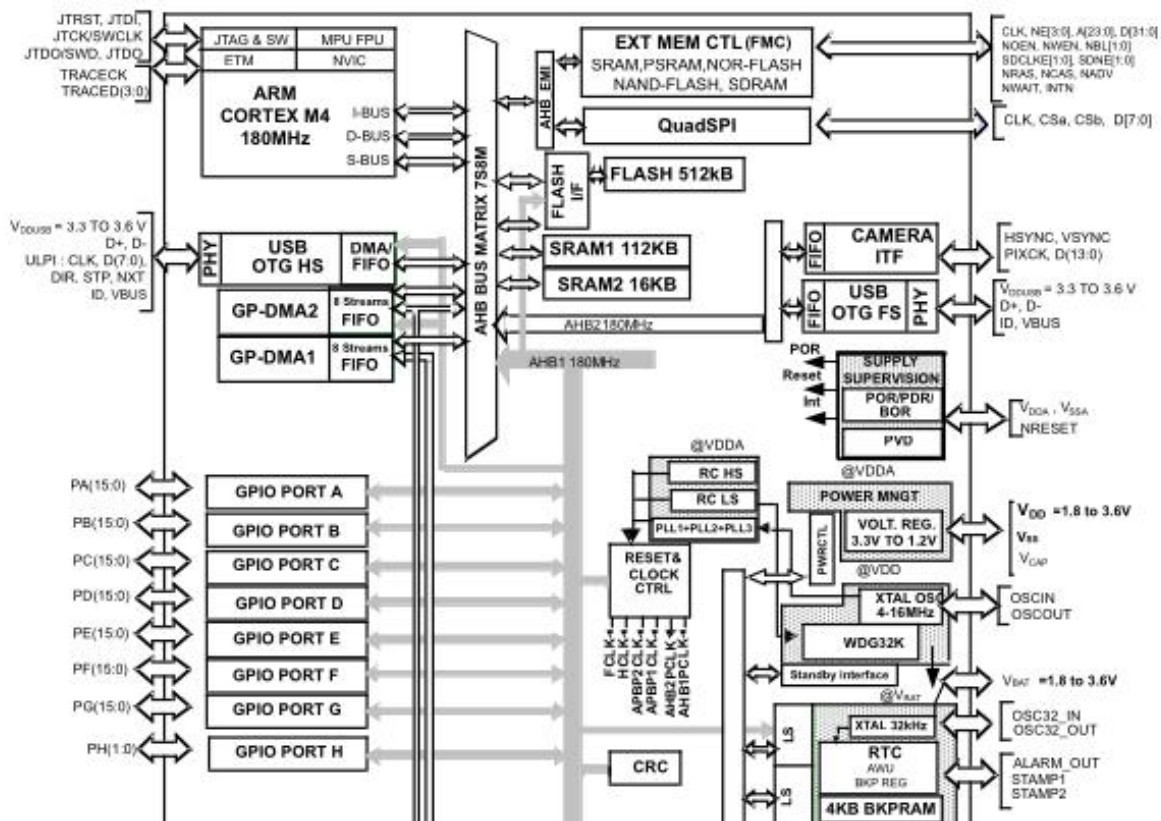 JTRST, JTDI,
JTCK/SWCLK
JTDO/SWD, JTDO
TRACECK
TRACED(3:0)
JTAG & SW
MPU FPU
ETM
NVIC
ARM
CORTEX M4
180MHz
I-BUS
D-BUS
S-BUS
AHB BUS MATRIX 7S8M
AHB EMI
EXT MEM CTL (FMC)
SRAM,PSRAM,NOR-FLASH
NAND-FLASH, SDRAM
QuadSPI
CLK, NE[3:0], A[23:0], D[31:0]
NOEN, NWEN, NBL[1:0]
SDCLKE[1:0], SDNE[1:0]
NRAS, NCAS, NADV
NWAIT, INTN
CLK, CSa, CSb, D[7:0]
FLASH
I/F
FLASH 512kB
SRAM1 112KB
SRAM2 16KB
VDDUSB = 3.3 TO 3.6 V
D+, D-
ULPI : CLK, D(7:0),
DIR, STP, NXT
ID, VBUS
PHY
USB
OTG HS
DMA/
FIFO
GP-DMA2
8 Streams
FIFO
GP-DMA1
8 Streams
FIFO
AHB2 180MHz
AHB1 180MHz
FIFO
CAMERA
ITF
HSYNC, VSYNC
PIXCK, D(13:0)
FIFO
USB
OTG FS
PHY
VDDUSB = 3.3 TO 3.6 V
D+, D-
ID, VBUS
POR
Reset
Int
SUPPLY
SUPERVISION
POR/PDR/
BOR
PVD
VDDA , VSSA
NRESET
@VDDA
RC HS
RC LS
PLL1+PLL2+PLL3
@VDDA
POWER MNGT
VOLT. REG.
3.3V TO 1.2V
PWRCTL
VDD =1.8 to 3.6V
VSS
VCAP
@VDD
RESET&
CLOCK
CTRL
FCLK
HCLK
APBP2CLK
APBP1CLK
AHB2PCLK
AHB1PCLK
XTAL OSC
4-16MHz
OSCIN
OSCOUT
WDG32K
Standby interface
@VBAT
VBAT =1.8 to 3.6V
XTAL 32kHz
OSC32_IN
OSC32_OUT
LS
LS
RTC
AWU
BKP REG
4KB BKPRAM
ALARM_OUT
STAMP1
STAMP2
CRC
PA(15:0)
GPIO PORT A
PB(15:0)
GPIO PORT B
PC(15:0)
GPIO PORT C
PD(15:0)
GPIO PORT D
PE(15:0)
GPIO PORT E
PF(15:0)
GPIO PORT F
PG(15:0)
GPIO PORT G
PH(1:0)
GPIO PORT H